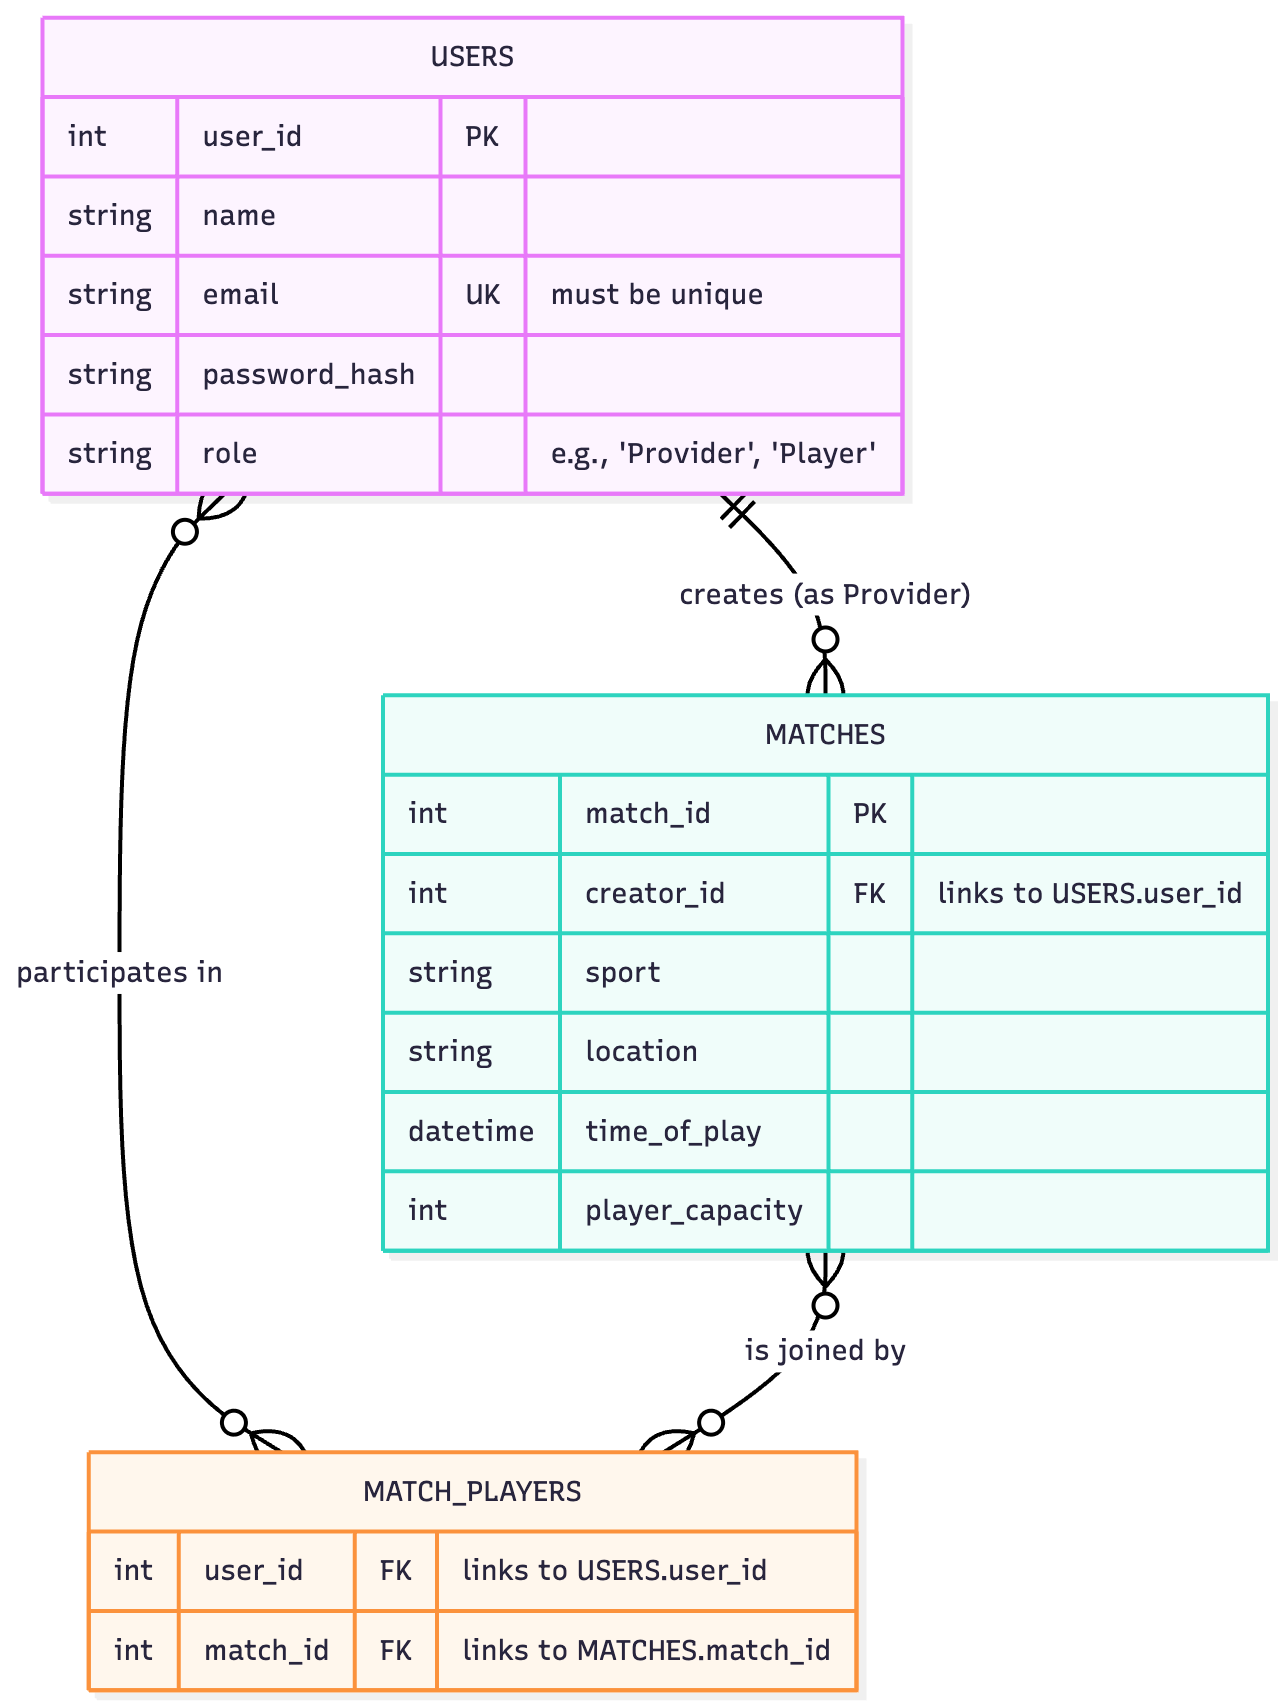 USERS
int user_id PK
string name
string email UK must be unique
string password_hash
string role e.g., 'Provider', 'Player'
creates (as Provider)
MATCHES
int match_id PK
int creator_id FK links to USERS.user_id
string sport
participates in
string location
datetime time_of_play
int player_capacity
is joined by
MATCH_PLAYERS
int user_id FK links to USERS.user_id
int match_id FK links to MATCHES.match_id